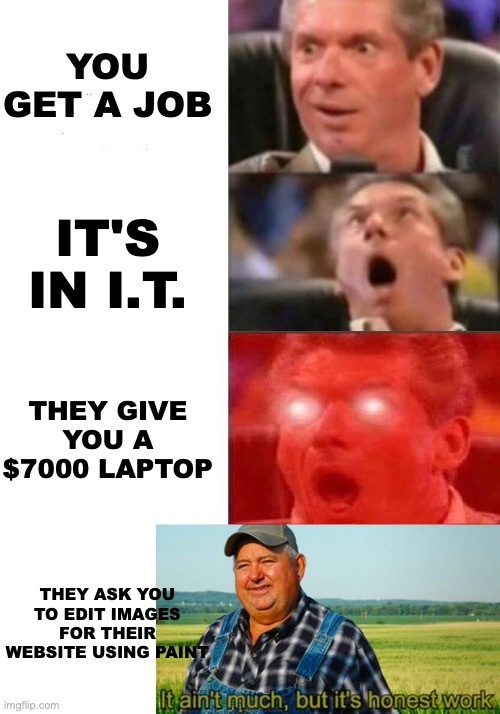 YOU
GET A JOB
IT'S
IN I.T.
THEY GIVE
YOU A
$7000 LAPTOP
THEY ASK YOU
TO EDIT IMAGES
FOR THEIR
WEBSITE USING PAINT
It ain't much, but it's honest work
imgflip.com